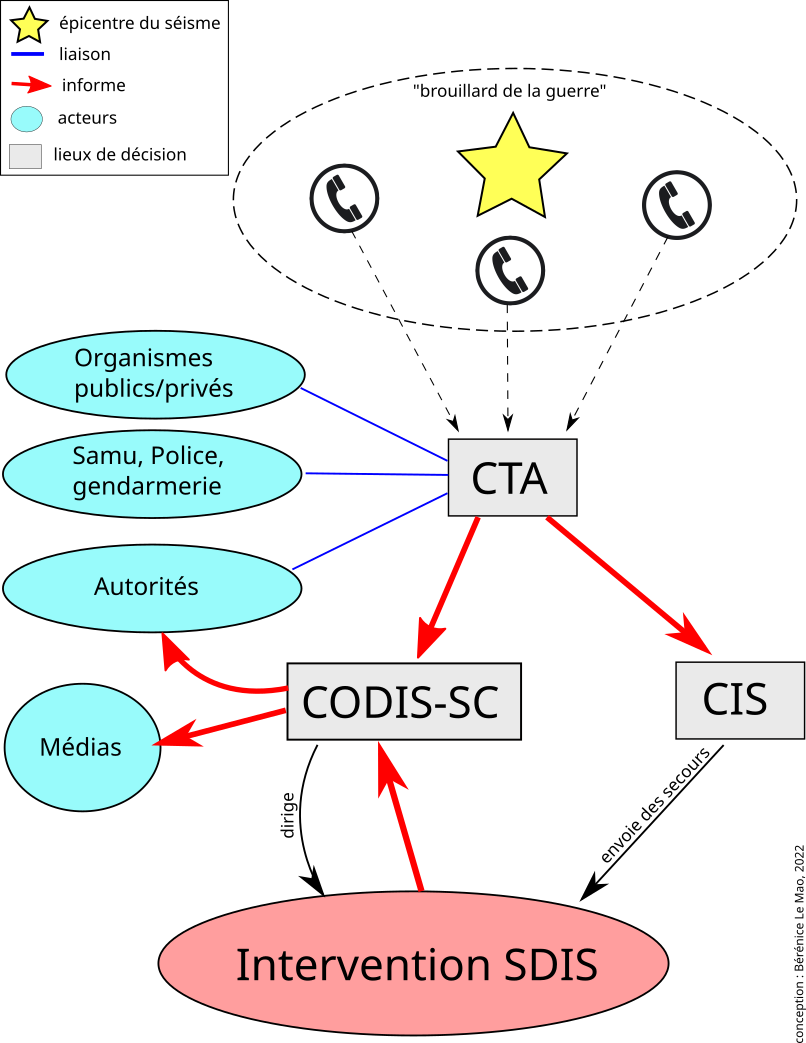 épicentre du séisme
liaison
informe
acteurs
lieux de décision
"brouillard de la guerre"
Organismes
publics/privés
Samu, Police,
gendarmerie
Autorités
CTA
CODIS-SC
CIS
Médias
dirige
envoie des secours
Intervention SDIS
conception : Bérénice Le Mao, 2022